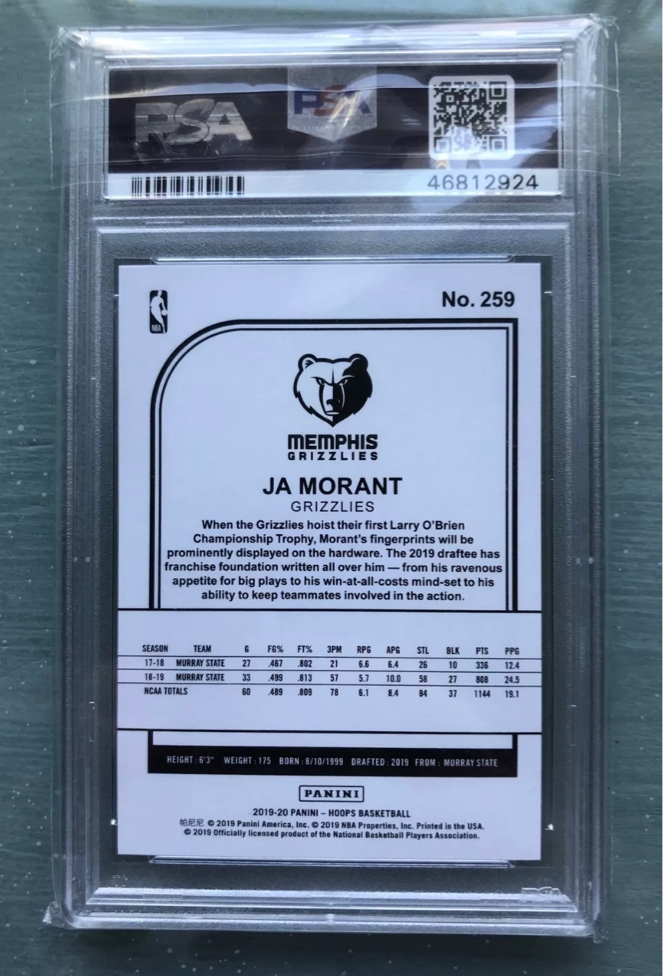 PSA
PSA
46812924
NBA
No. 259
MEMPHIS
GRIZZLIES
JA MORANT
GRIZZLIES
When the Grizzlies hoist their first Larry O'Brien
Championship Trophy, Morant's fingerprints will be
prominently displayed on the hardware. The 2019 draftee has
franchise foundation written all over him — from his ravenous
appetite for big plays to his win-at-all-costs mind-set to his
ability to keep teammates involved in the action.
SEASON TEAM G FG% FT% 3PM RPG APG STL BLK PTS PPG
17-18 MURRAY STATE 27 .467 .802 21 6.6 6.4 26 10 336 12.4
18-19 MURRAY STATE 33 .499 .813 57 5.7 10.0 58 27 808 24.5
NCAA TOTALS 60 .489 .809 78 6.1 8.4 84 37 1144 19.1
HEIGHT : 6'3" WEIGHT : 175 BORN : 8/10/1999 DRAFTED : 2019 FROM : MURRAY STATE
PANINI
2019-20 PANINI – HOOPS BASKETBALL
帕尼尼 © 2019 Panini America, Inc. © 2019 NBA Properties, Inc. Printed in the USA.
© 2019 Officially licensed product of the National Basketball Players Association.
PSA